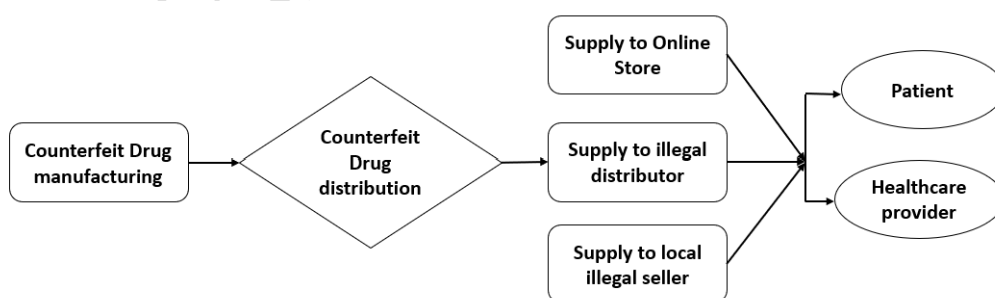 Counterfeit Drug
manufacturing
Counterfeit
Drug
distribution
Supply to Online
Store
Supply to illegal
distributor
Supply to local
illegal seller
Patient
Healthcare
provider